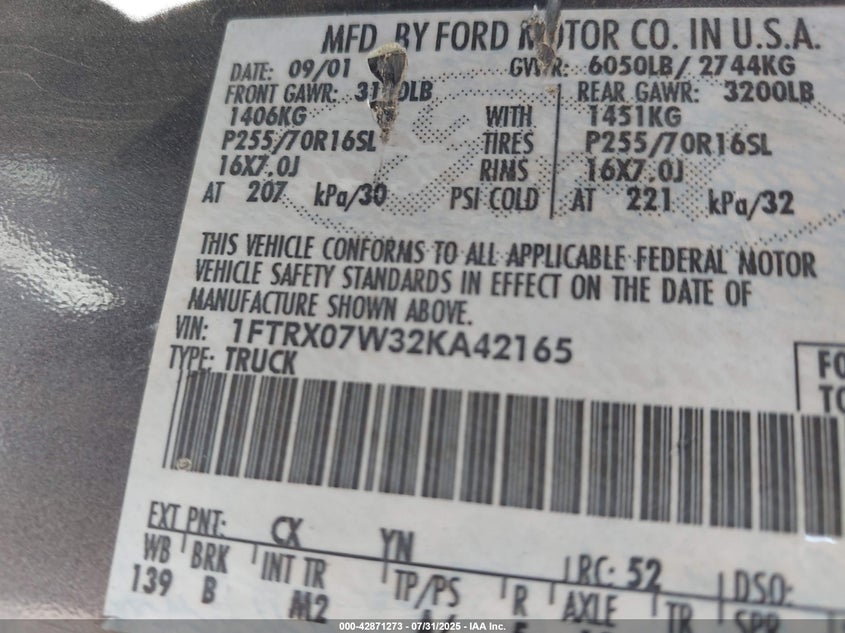 MFD. BY FORD MOTOR CO. IN U.S.A.
DATE: 09/01 GVWR: 6050LB/ 2744KG
FRONT GAWR: LB REAR GAWR: 3200LB
1406KG WITH 1451KG
P255/70R16SL TIRES P255/70R16SL
16X7.0J RIMS 16X7.0J
AT 207 kPa/30 PSI COLD AT 221 kPa/32
THIS VEHICLE CONFORMS TO ALL APPLICABLE FEDERAL MOTOR
VEHICLE SAFETY STANDARDS IN EFFECT ON THE DATE OF
MANUFACTURE SHOWN ABOVE.
VIN: 1FTRX07W32KA42165
TYPE: TRUCK
EXT PNT: CX YN RC: 52 DSO:
WB BRK INT TR TP/PS R AXLE TR SPR
139 B M2
000-42871273 - 07/31/2025 - IAA Inc.